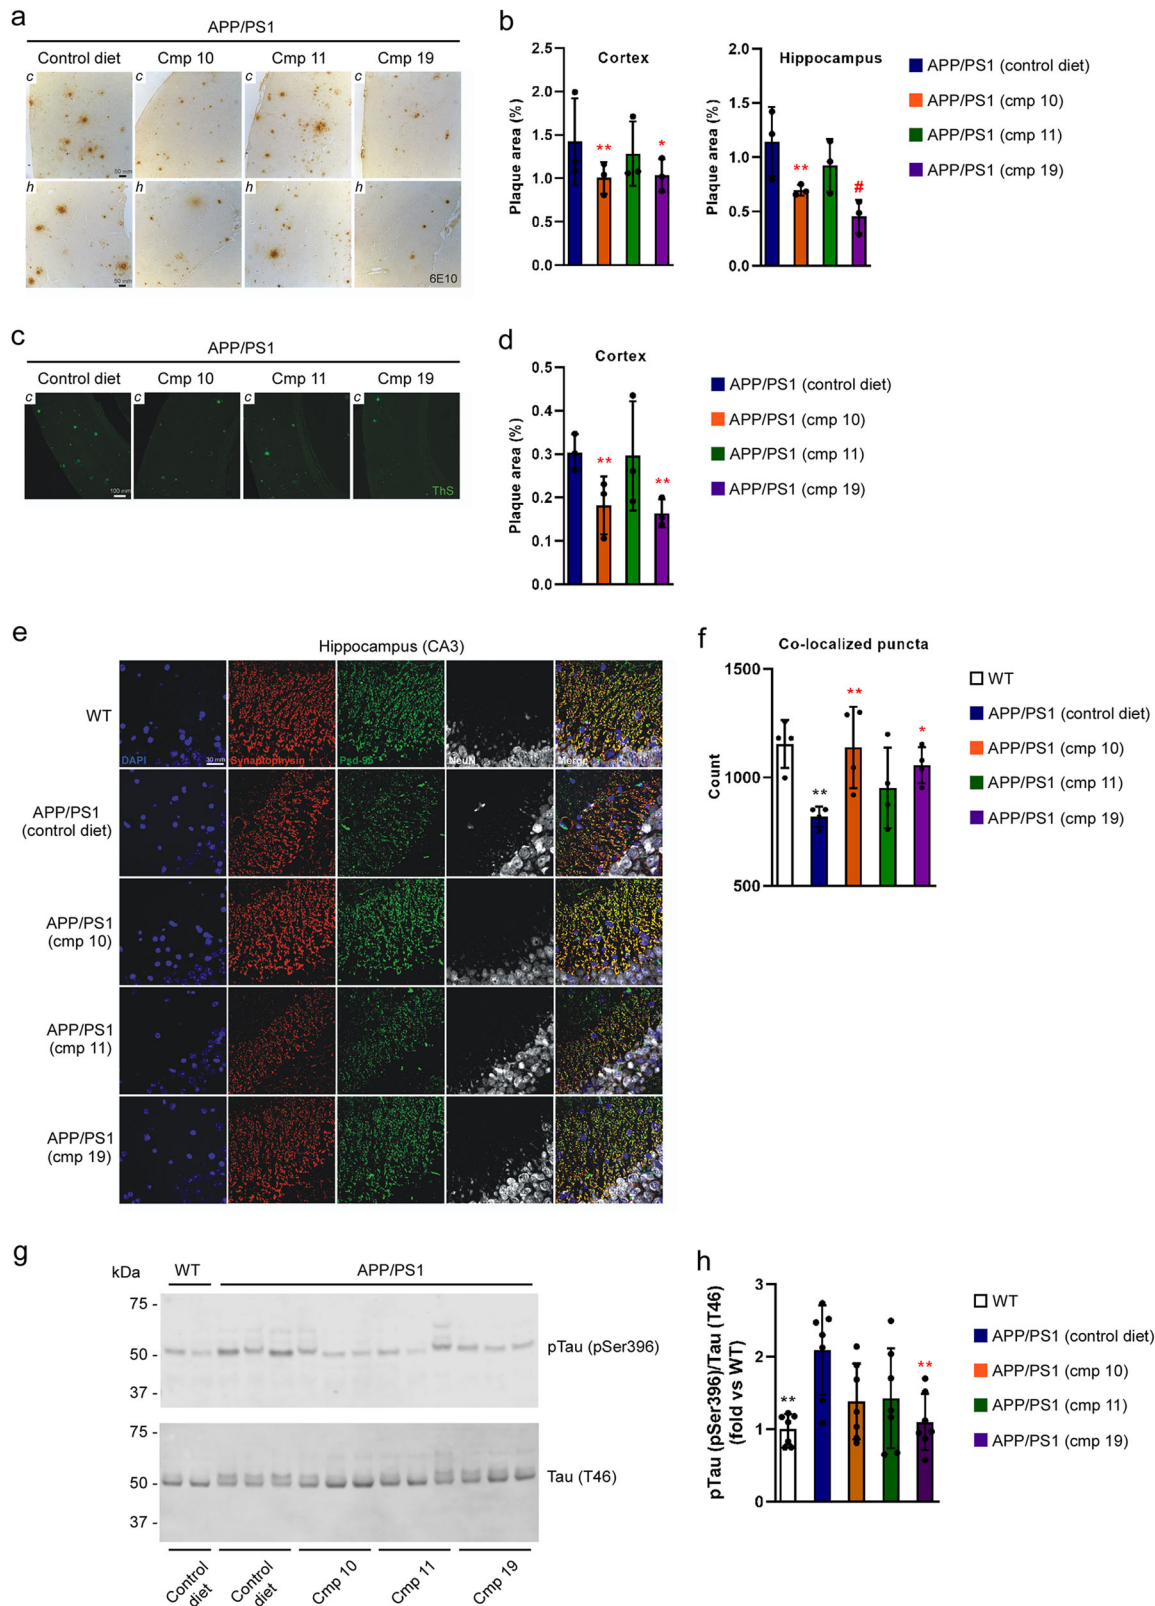 a
APP/PS1
Control diet Cmp 10 Cmp 11 Cmp 19
c c c c
50 mm
h h h h
50 mm
6E10
b
Cortex
Plaque area (%)
2.5
2.0
1.5
1.0
0.5
0.0
** *
Hippocampus
Plaque area (%)
2.0
1.5
1.0
0.5
0.0
** #
APP/PS1 (control diet)
APP/PS1 (cmp 10)
APP/PS1 (cmp 11)
APP/PS1 (cmp 19)
c
APP/PS1
Control diet Cmp 10 Cmp 11 Cmp 19
c c c c
100 mm
ThS
d
Cortex
Plaque area (%)
0.5
0.4
0.3
0.2
0.1
0.0
** **
APP/PS1 (control diet)
APP/PS1 (cmp 10)
APP/PS1 (cmp 11)
APP/PS1 (cmp 19)
e
Hippocampus (CA3)
WT
DAPI 30 mm Synaptophysin Psd-95 NeuN Merge
APP/PS1
(control diet)
APP/PS1
(cmp 10)
APP/PS1
(cmp 11)
APP/PS1
(cmp 19)
f
Co-localized puncta
Count
1500
1000
500
** ** *
WT
APP/PS1 (control diet)
APP/PS1 (cmp 10)
APP/PS1 (cmp 11)
APP/PS1 (cmp 19)
g
kDa WT APP/PS1
75 -
50 -
37 -
pTau (pSer396)
75 -
50 -
37 -
Tau (T46)
Control
diet
Control
diet
Cmp 10
Cmp 11
Cmp 19
h
pTau (pSer396)/Tau (T46)
(fold vs WT)
3
2
1
0
** **
WT
APP/PS1 (control diet)
APP/PS1 (cmp 10)
APP/PS1 (cmp 11)
APP/PS1 (cmp 19)